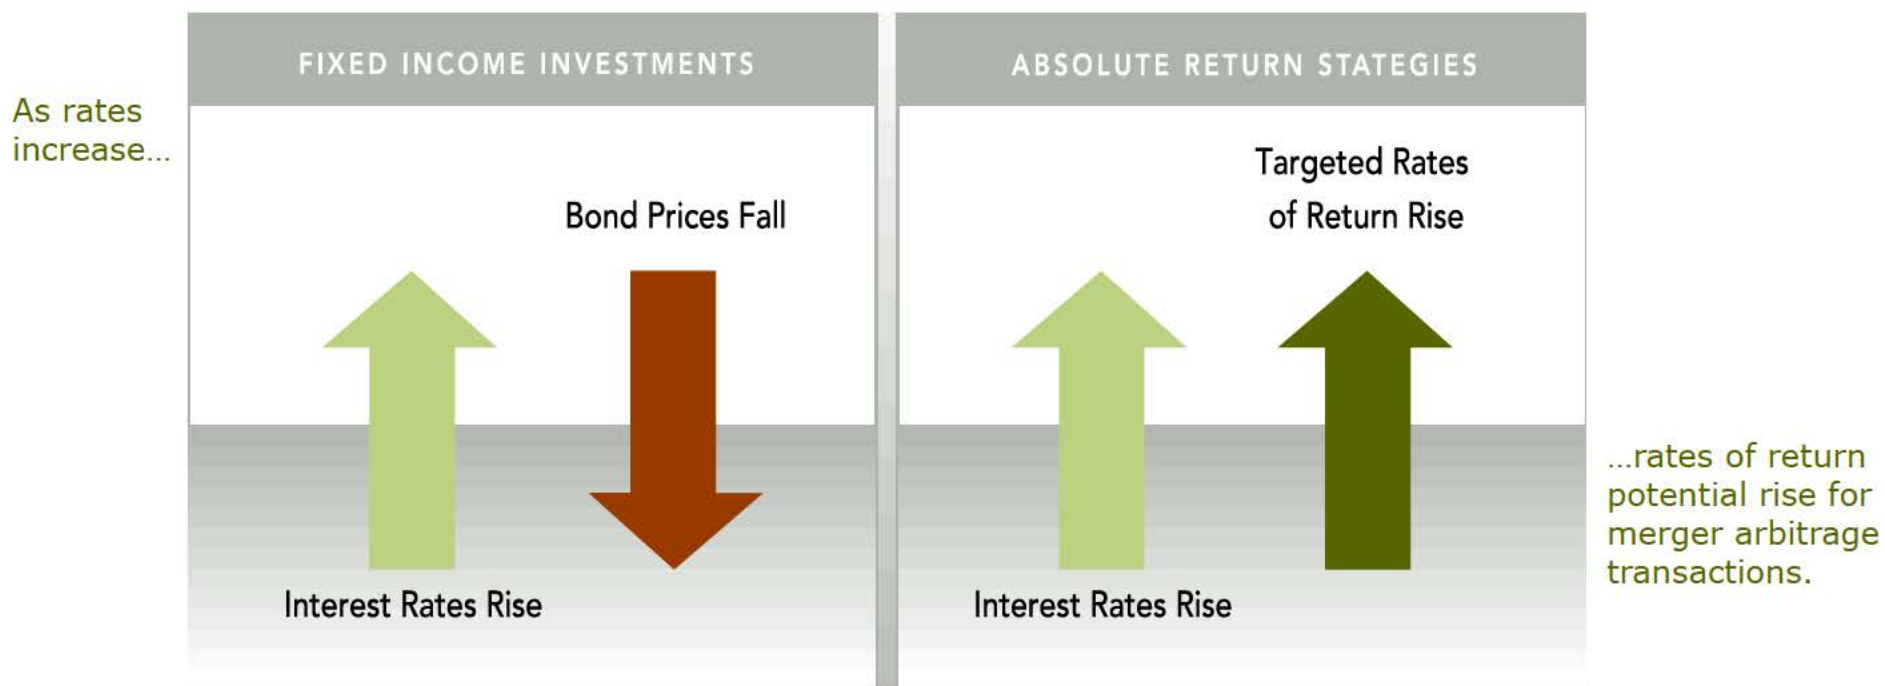 FIXED INCOME INVESTMENTS
ABSOLUTE RETURN STATEGIES
As rates
increase...
Bond Prices Fall
Interest Rates Rise
Targeted Rates
of Return Rise
Interest Rates Rise
...rates of return
potential rise for
merger arbitrage
transactions.